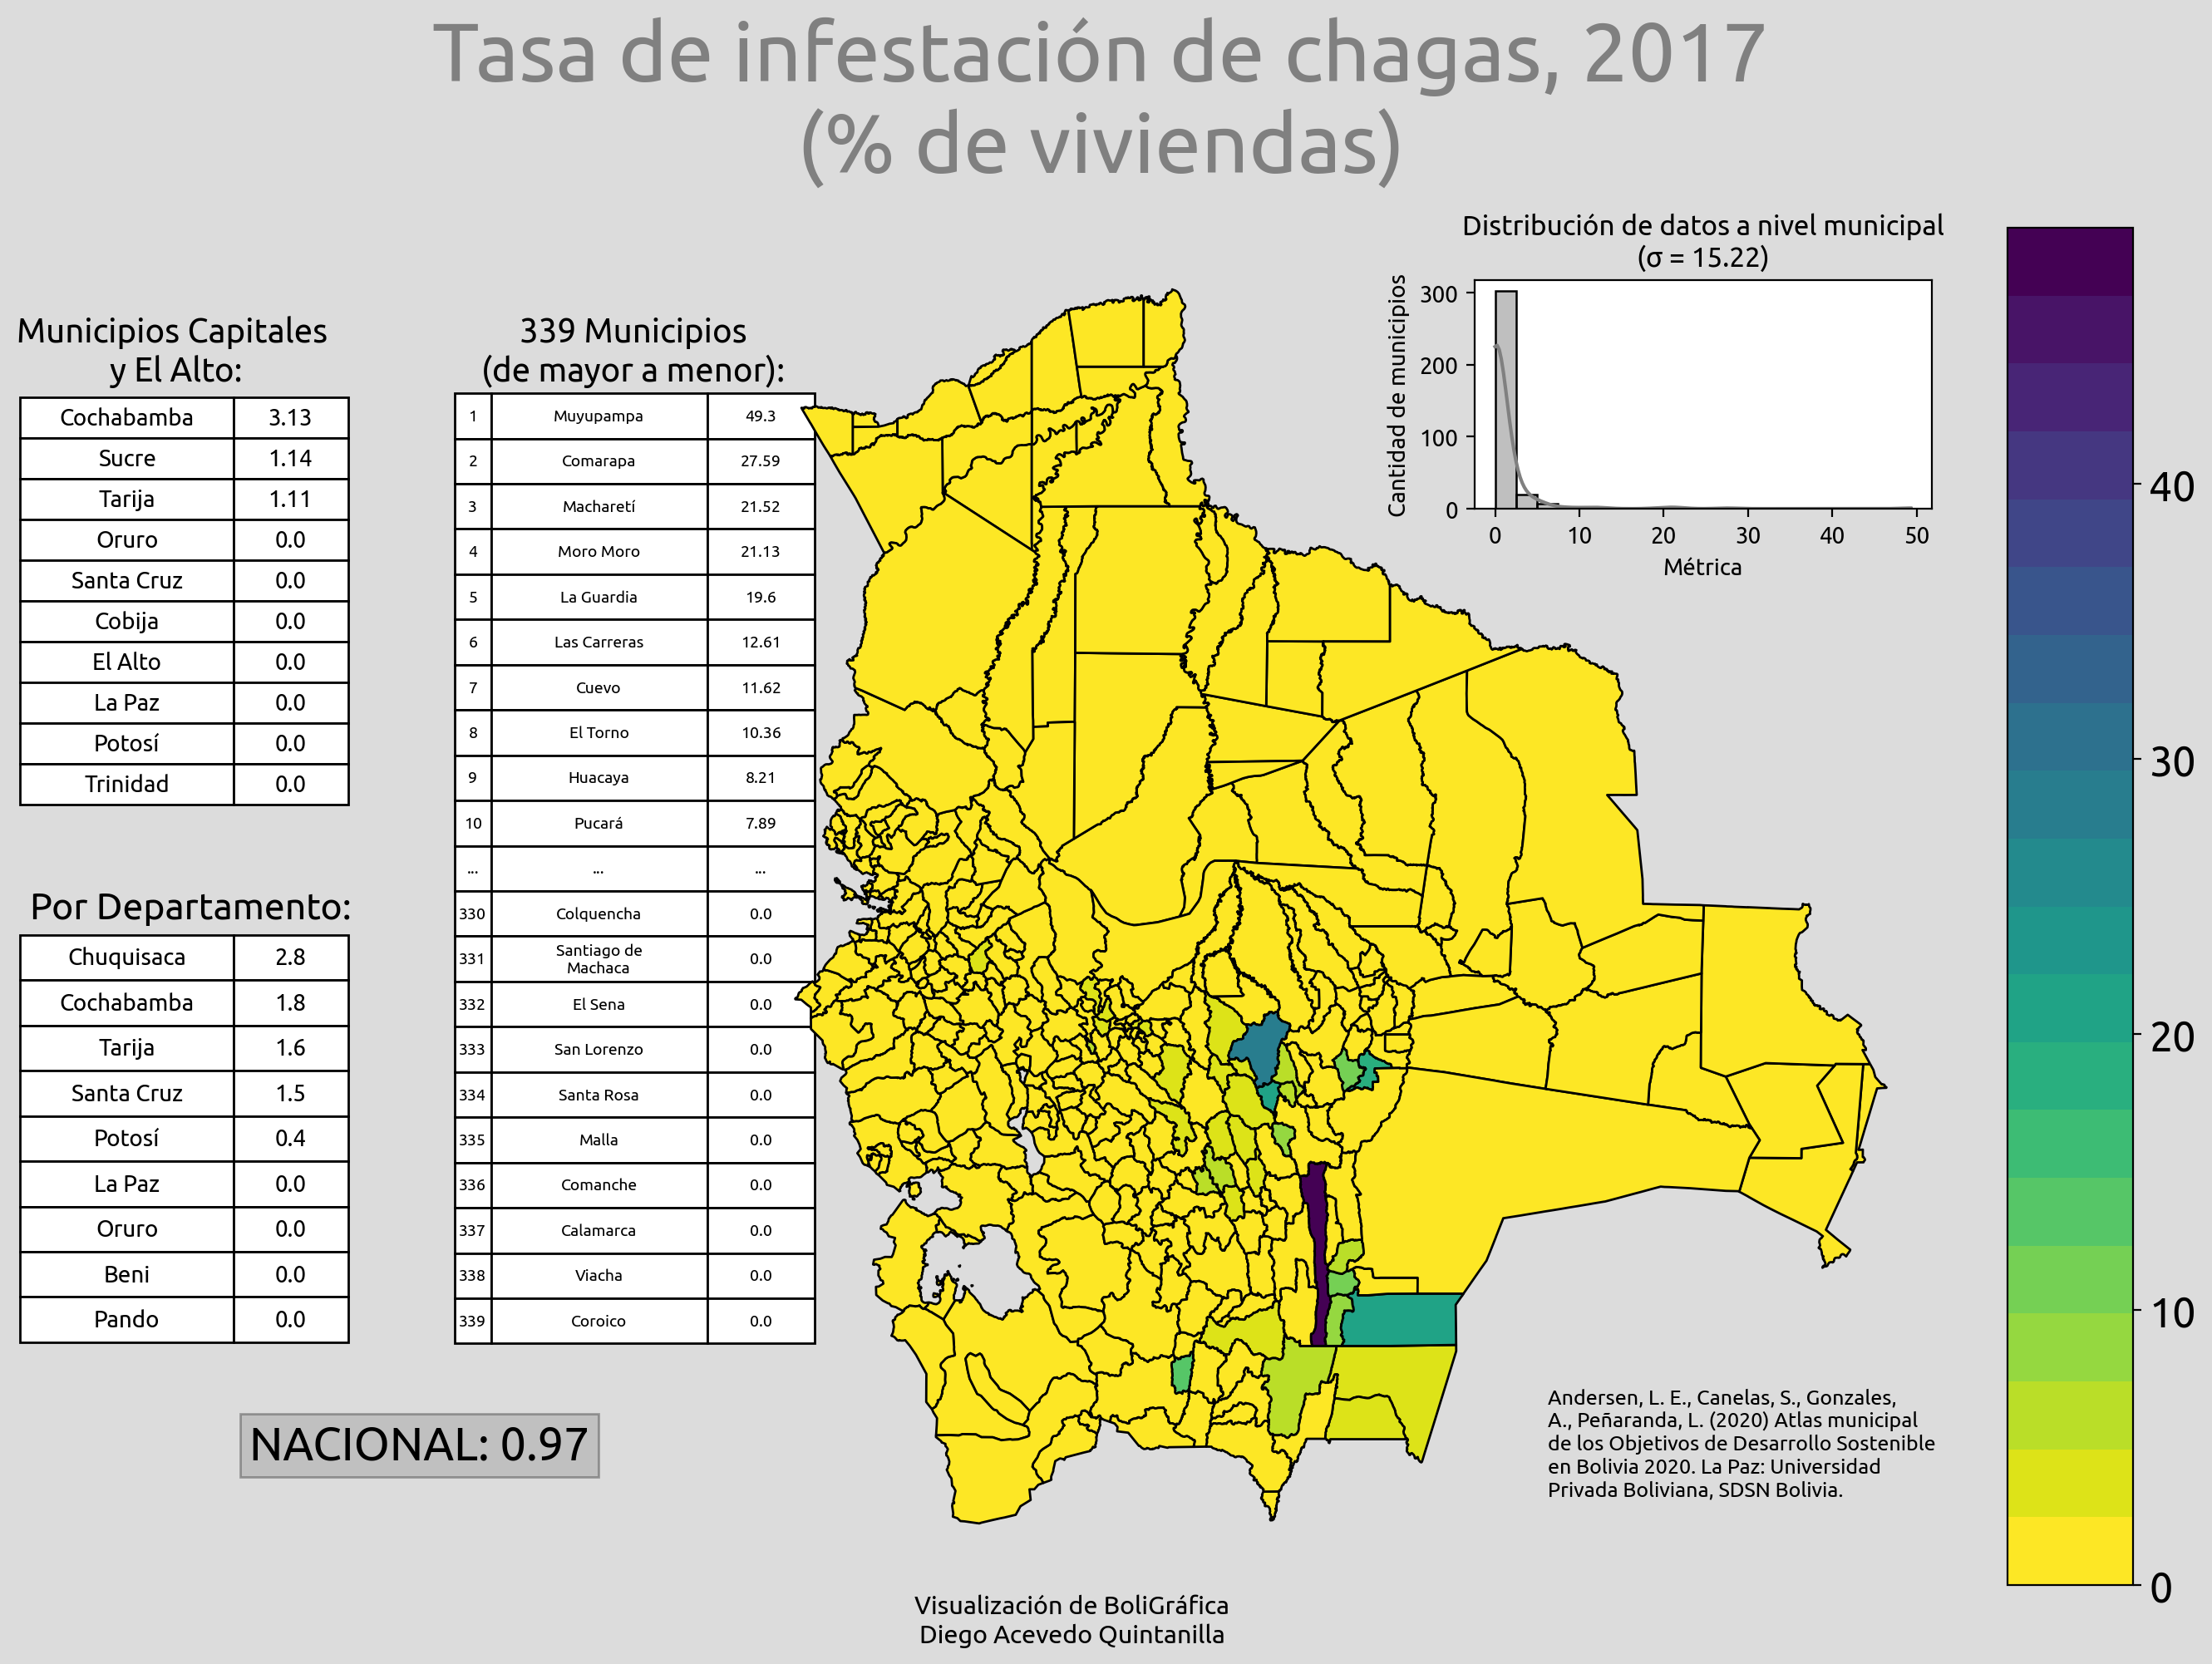 Tasa de infestación de chagas, 2017
(% de viviendas)
Municipios Capitales
y El Alto:
Cochabamba 3.13
Sucre 1.14
Tarija 1.11
Oruro 0.0
Santa Cruz 0.0
Cobija 0.0
El Alto 0.0
La Paz 0.0
Potosí 0.0
Trinidad 0.0
Por Departamento:
Chuquisaca 2.8
Cochabamba 1.8
Tarija 1.6
Santa Cruz 1.5
Potosí 0.4
La Paz 0.0
Oruro 0.0
Beni 0.0
Pando 0.0
NACIONAL: 0.97
339 Municipios
(de mayor a menor):
1 Muyupampa 49.3
2 Comarapa 27.59
3 Macharetí 21.52
4 Moro Moro 21.13
5 La Guardia 19.6
6 Las Carreras 12.61
7 Cuevo 11.62
8 El Torno 10.36
9 Huacaya 8.21
10 Pucará 7.89
... ... ...
330 Colquencha 0.0
331 Santiago de
Machaca 0.0
332 El Sena 0.0
333 San Lorenzo 0.0
334 Santa Rosa 0.0
335 Malla 0.0
336 Comanche 0.0
337 Calamarca 0.0
338 Viacha 0.0
339 Coroico 0.0
Distribución de datos a nivel municipal
(σ = 15.22)
Cantidad de municipios
300
200
100
0
0 10 20 30 40 50
Métrica
40
30
20
10
0
Andersen, L. E., Canelas, S., Gonzales,
A., Peñaranda, L. (2020) Atlas municipal
de los Objetivos de Desarrollo Sostenible
en Bolivia 2020. La Paz: Universidad
Privada Boliviana, SDSN Bolivia.
Visualización de BoliGráfica
Diego Acevedo Quintanilla